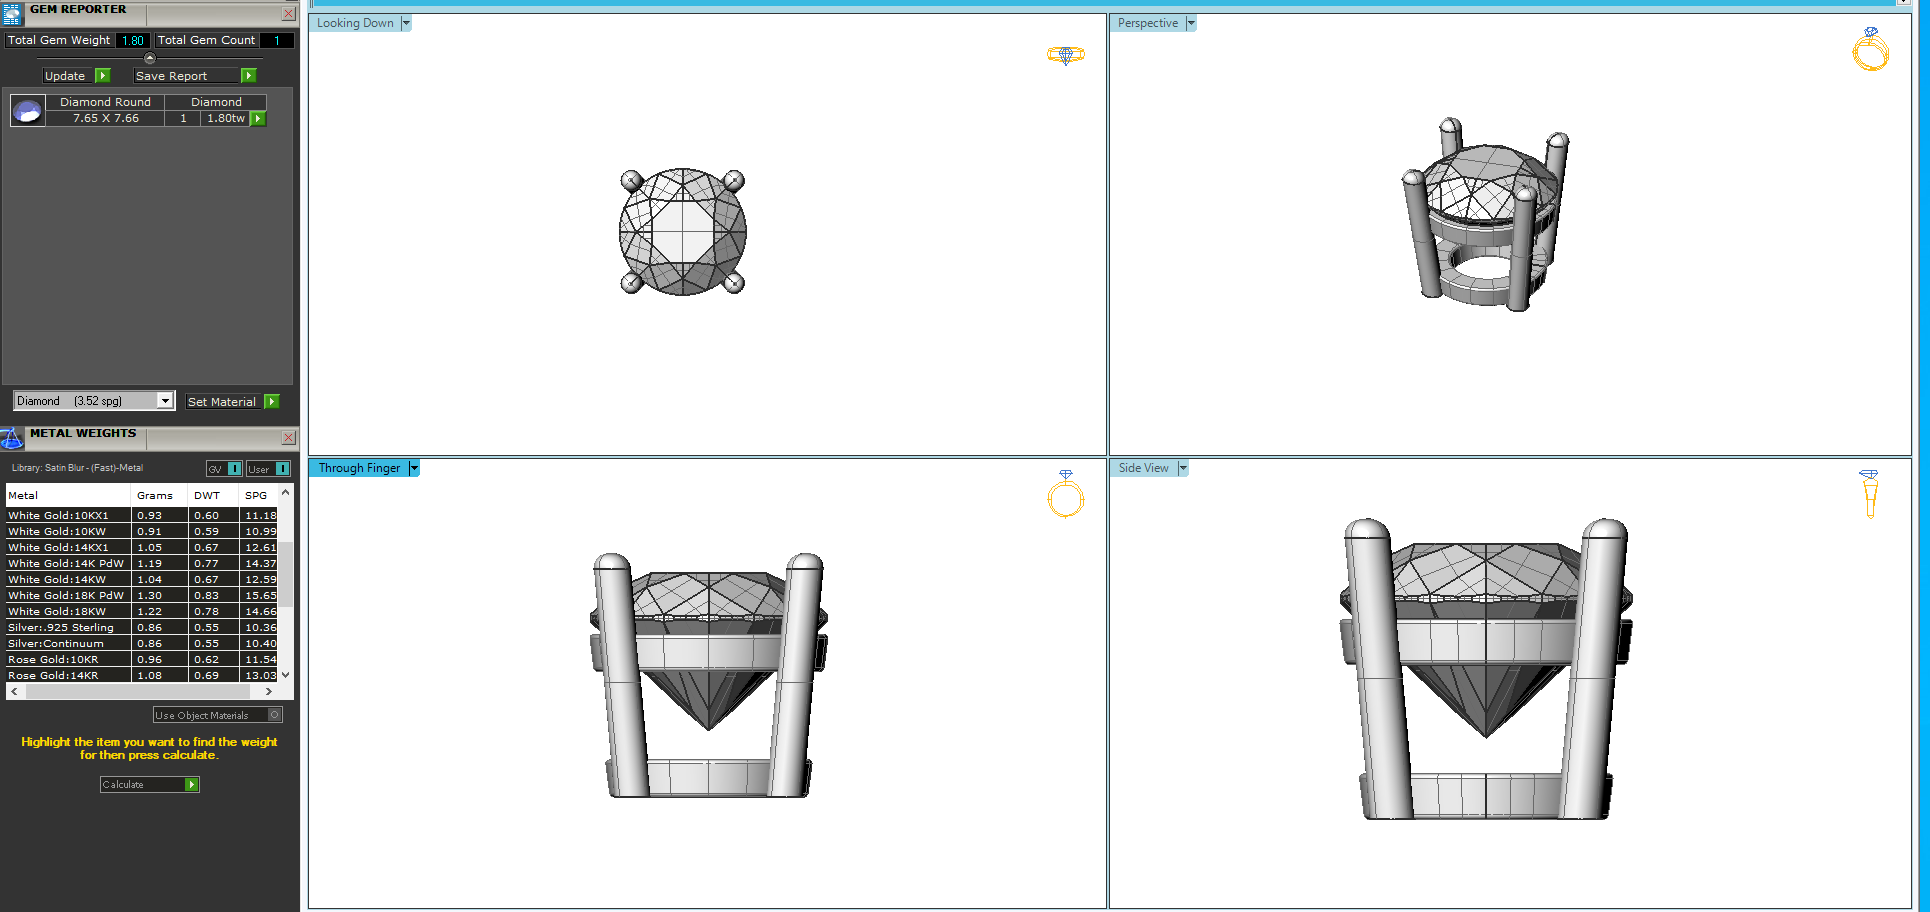 GEM REPORTER
Total Gem Weight 1.80 Total Gem Count 1
Update Save Report
Diamond Round Diamond
7.65 X 7.66 1 1.80tw
Diamond (3.52 spg) Set Material
METAL WEIGHTS
Library: Satin Blur - (Fast)-Metal GV User
Metal Grams DWT SPG
White Gold:10KX1 0.93 0.60 11.18
White Gold:10KW 0.91 0.59 10.99
White Gold:14KX1 1.05 0.67 12.61
White Gold:14K PdW 1.19 0.77 14.37
White Gold:14KW 1.04 0.67 12.59
White Gold:18K PdW 1.30 0.83 15.65
White Gold:18KW 1.22 0.78 14.66
Silver:.925 Sterling 0.86 0.55 10.36
Silver:Continuum 0.86 0.55 10.40
Rose Gold:10KR 0.96 0.62 11.54
Rose Gold:14KR 1.08 0.69 13.03
Use Object Materials
Highlight the item you want to find the weight
for then press calculate.
Calculate
Looking Down
Perspective
Through Finger
Side View